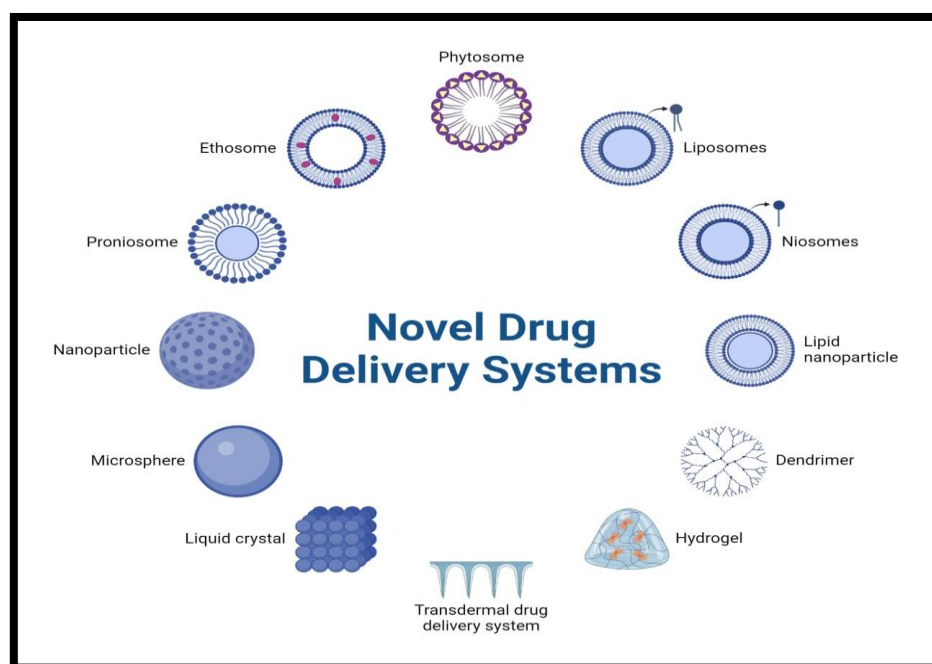 Phytosome
Ethosome
Liposomes
Proniosome
Niosomes
Novel Drug
Delivery Systems
Nanoparticle
Lipid
nanoparticle
Microsphere
Dendrimer
Liquid crystal
Hydrogel
Transdermal drug
delivery system